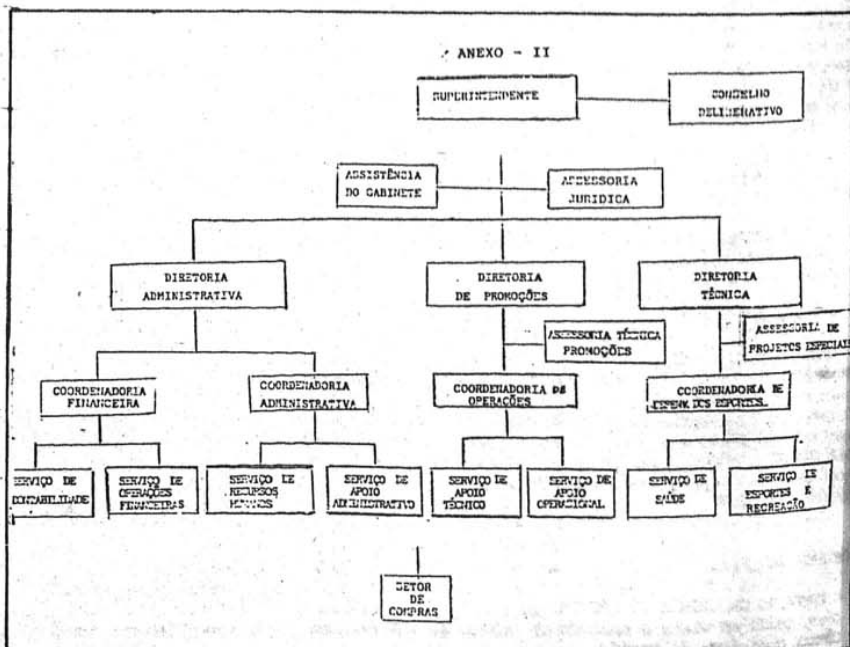 ANEXO - II
SUPERINTENDENTE
CONSELHO
DELIBERATIVO
ASSISTÊNCIA
DO GABINETE
ASSESSORIA
JURIDICA
DIRETORIA
ADMINISTRATIVA
DIRETORIA
DE PROMOÇÕES
DIRETORIA
TÉCNICA
ASSESSORIA TÉCNICA
PROMOÇÕES
ASSESSORIA DE
PROJETOS ESPECIAIS
COORDENADORIA
FINANCEIRA
COORDENADORIA
ADMINISTRATIVA
COORDENADORIA DE
OPERAÇÕES
COORDENADORIA DE
DOS ESPORTES
SERVIÇO DE
CONTABILIDADE
SERVIÇO DE
OPERAÇÕES
FINANCEIRAS
SERVIÇO DE
RECURSOS
HUMANOS
SERVIÇO DE
APOIO
ADMINISTRATIVO
SERVIÇO DE
APOIO
TÉCNICO
SERVIÇO DE
APOIO
OPERACIONAL
SERVIÇO DE
SAÚDE
SERVIÇO DE
ESPORTES E
RECREAÇÃO
SETOR
DE
COMPRAS